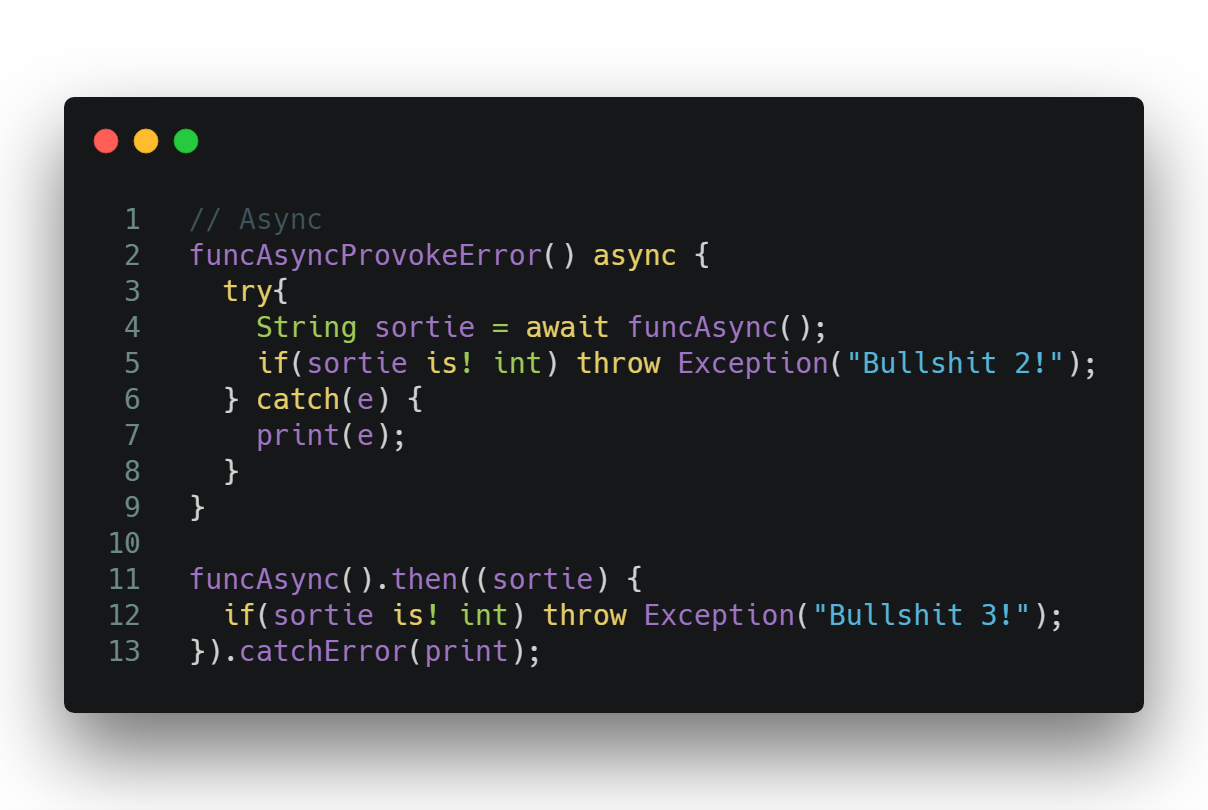 1 // Async
2 funcAsyncProvokeError() async {
3   try{
4     String sortie = await funcAsync();
5     if(sortie is! int) throw Exception("Bullshit 2!");
6   } catch(e) {
7     print(e);
8   }
9 }
10
11 funcAsync().then((sortie) {
12   if(sortie is! int) throw Exception("Bullshit 3!");
13 }).catchError(print);